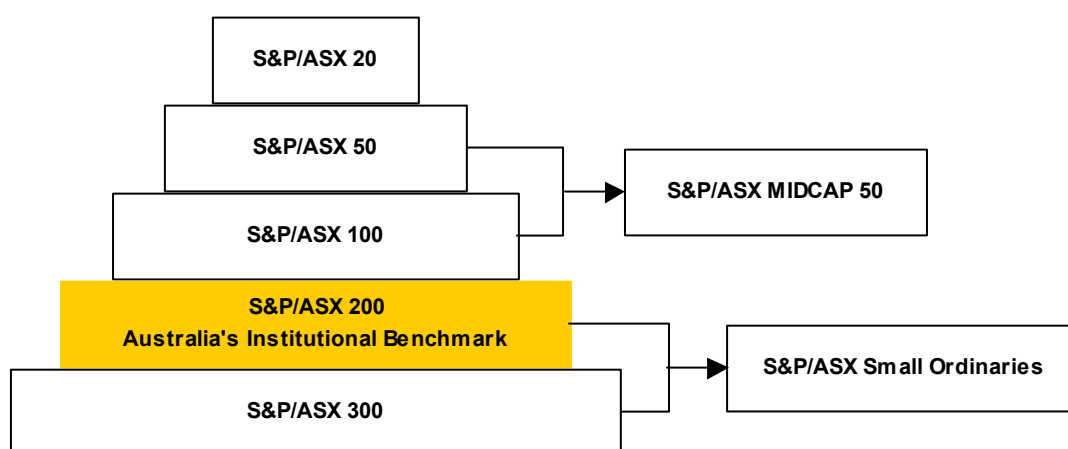 S&P/ASX 20
S&P/ASX 50
S&P/ASX MIDCAP 50
S&P/ASX 100
S&P/ASX 200
Australia's Institutional Benchmark
S&P/ASX Small Ordinaries
S&P/ASX 300